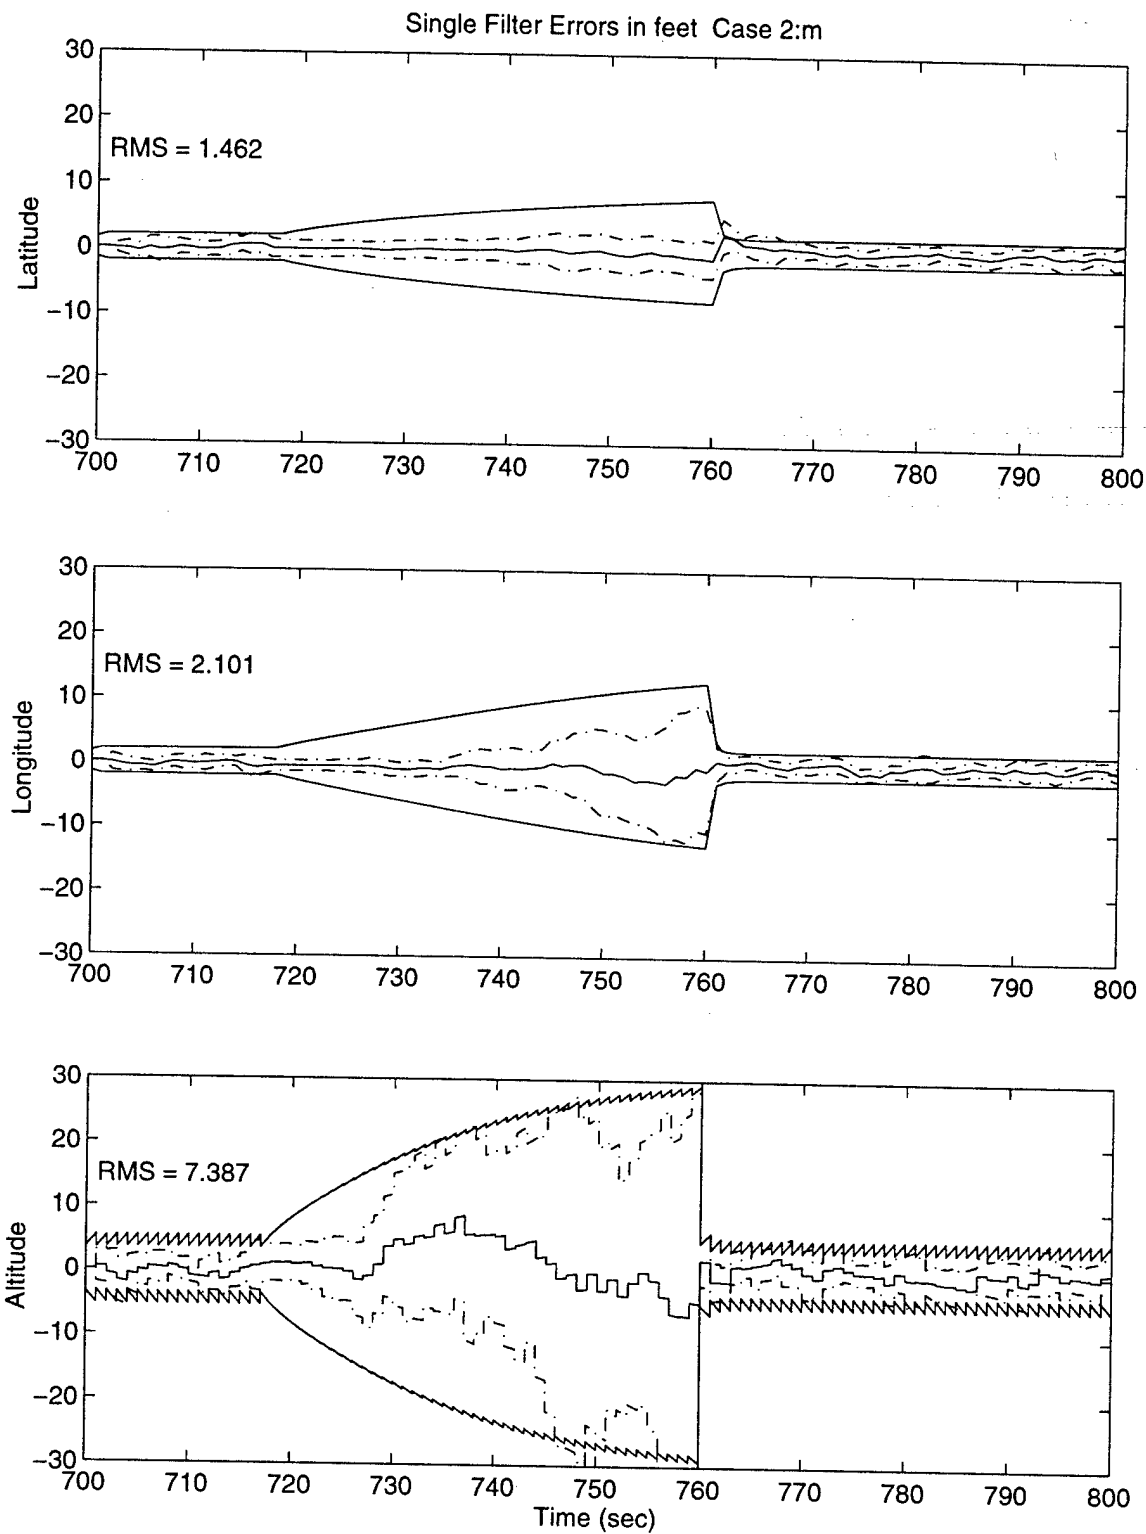 Single Filter Errors in feet Case 2:m
30
20
RMS = 1.462
10
Latitude
0
−10
−20
−30
700 710 720 730 740 750 760 770 780 790 800
30
20
RMS = 2.101
10
Longitude
0
−10
−20
−30
700 710 720 730 740 750 760 770 780 790 800
30
20
RMS = 7.387
10
Altitude
0
−10
−20
−30
700 710 720 730 740 750 760 770 780 790 800
Time (sec)